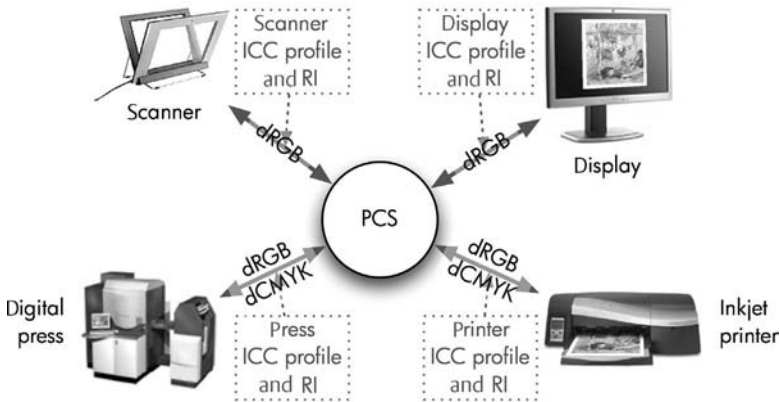 Scanner
ICC profile
and RI
Display
ICC profile
and RI
Scanner
dRGB
dRGB
Display
PCS
dRGB
dCMYK
dRGB
dCMYK
Digital
press
Press
ICC profile
and RI
Printer
ICC profile
and RI
Inkjet
printer